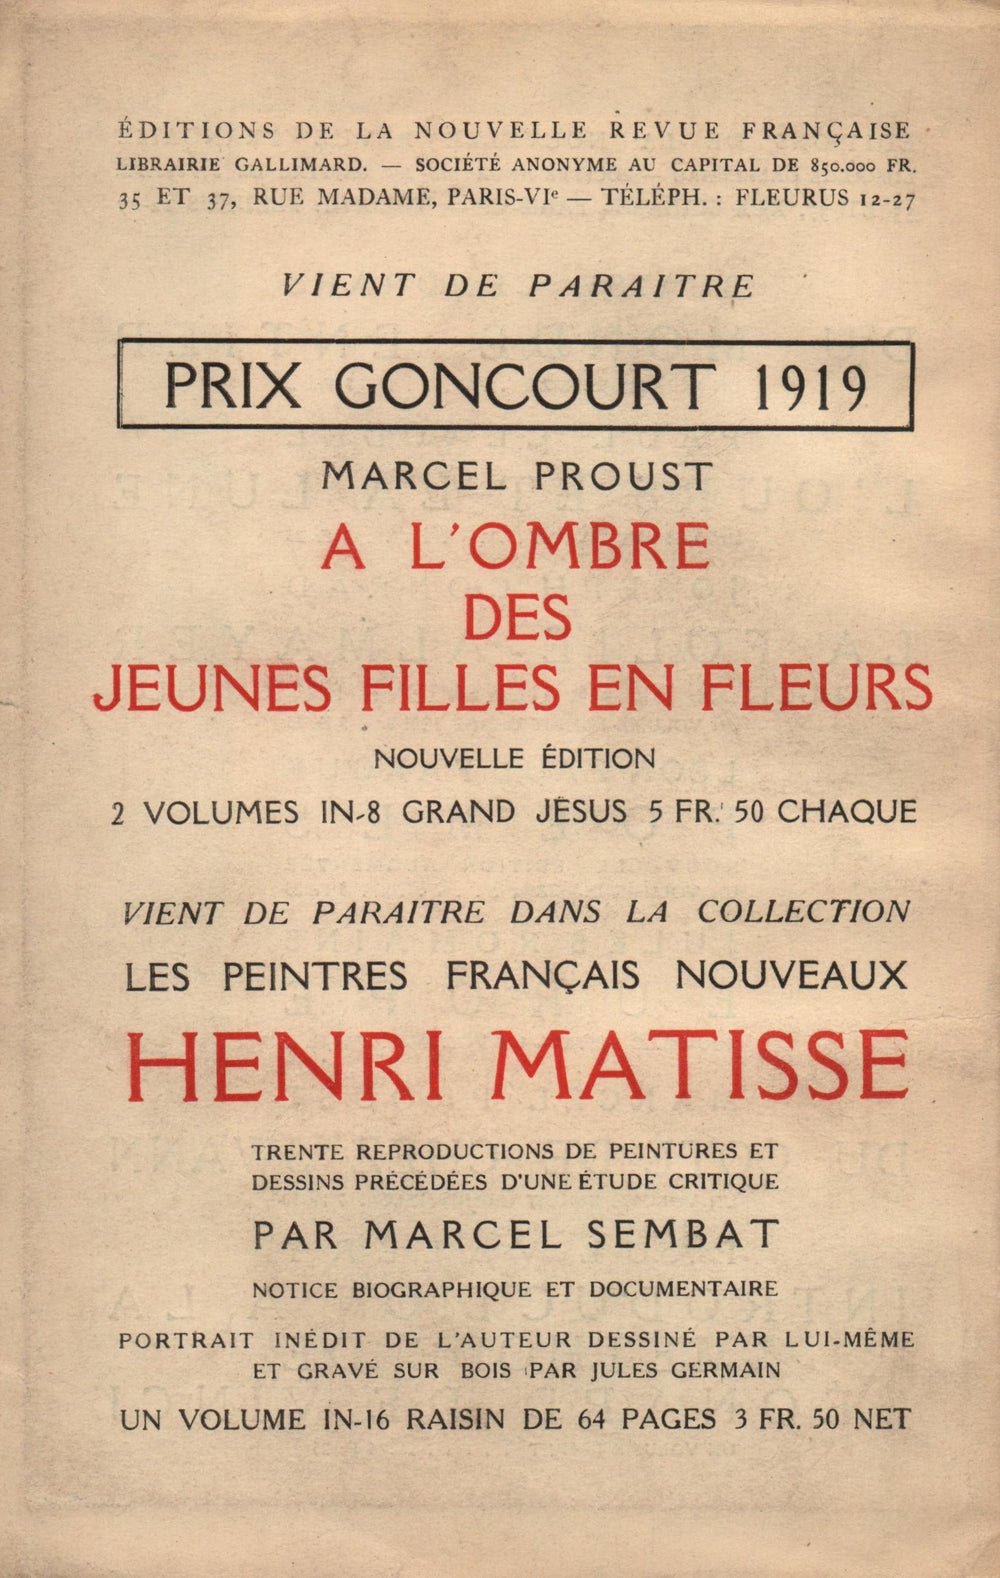 ÉDITIONS DE LA NOUVELLE REVUE FRANÇAISE
LIBRAIRIE GALLIMARD. — SOCIÉTÉ ANONYME AU CAPITAL DE 850.000 FR.
35 ET 37, RUE MADAME, PARIS-VIe — TÉLÉPH. : FLEURUS 12-27
VIENT DE PARAITRE
PRIX GONCOURT 1919
MARCEL PROUST
A L'OMBRE
DES
JEUNES FILLES EN FLEURS
NOUVELLE ÉDITION
2 VOLUMES IN-8 GRAND JÉSUS 5 FR. 50 CHAQUE
VIENT DE PARAITRE DANS LA COLLECTION
LES PEINTRES FRANÇAIS NOUVEAUX
HENRI MATISSE
TRENTE REPRODUCTIONS DE PEINTURES ET
DESSINS PRÉCÉDÉES D'UNE ÉTUDE CRITIQUE
PAR MARCEL SEMBAT
NOTICE BIOGRAPHIQUE ET DOCUMENTAIRE
PORTRAIT INÉDIT DE L'AUTEUR DESSINÉ PAR LUI-MÊME
ET GRAVÉ SUR BOIS PAR JULES GERMAIN
UN VOLUME IN-16 RAISIN DE 64 PAGES 3 FR. 50 NET